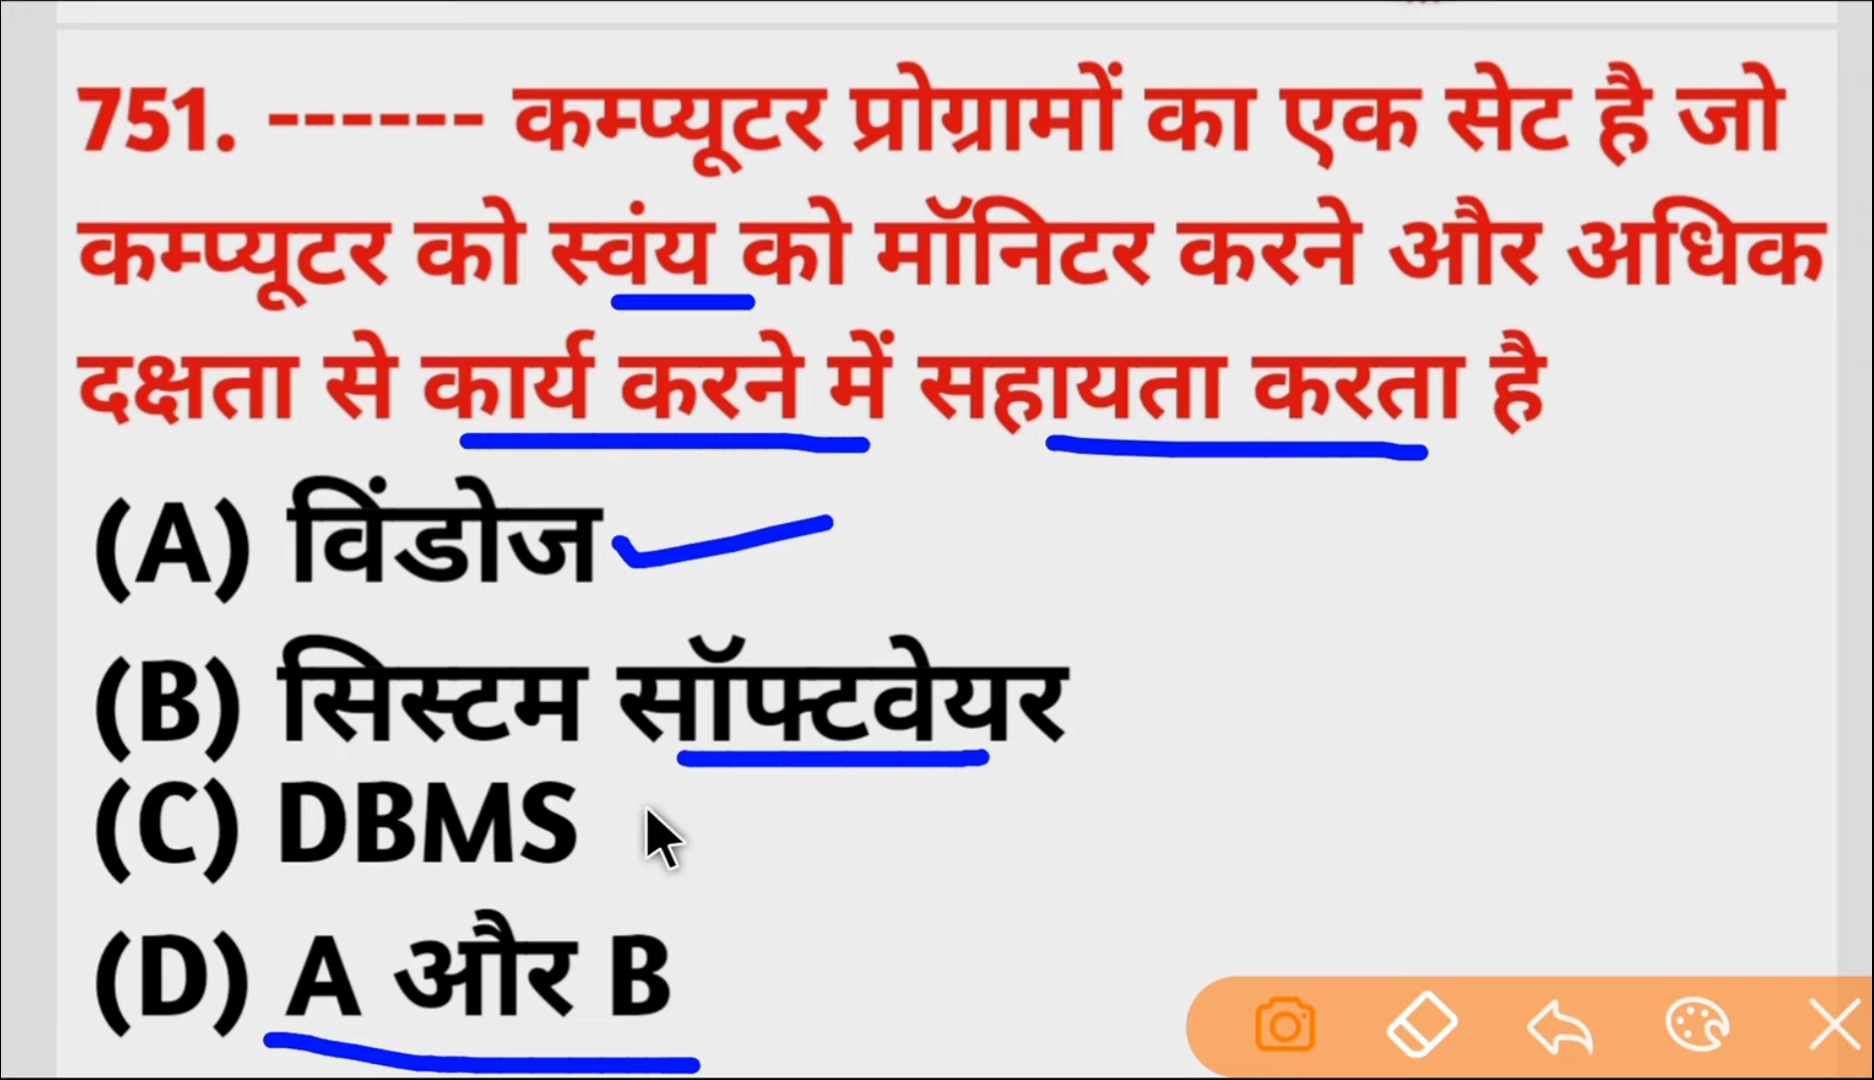 751. ------ कम्प्यूटर प्रोग्रामों का एक सेट है जो
कम्प्यूटर को स्वंय को मॉनिटर करने और अधिक
दक्षता से कार्य करने में सहायता करता है
(A) विंडोज
(B) सिस्टम सॉफ्टवेयर
(C) DBMS
(D) A और B